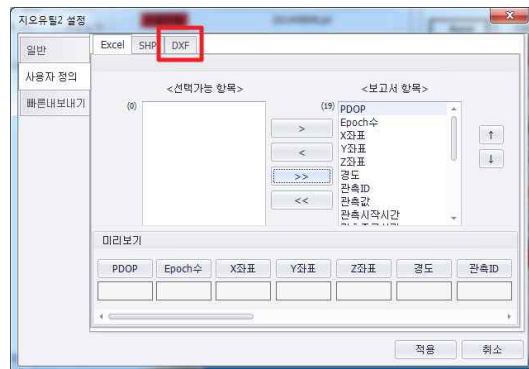 지오유틸2 설정
일반
사용자 정의
빠른내보내기
Excel SHP DXF
<선택가능 항목>
<보고서 항목>
(0)
(19)
PDOP
Epoch수
X좌표
Y좌표
Z좌표
경도
관측ID
관측값
관측시작시간
>
<
>>
<<
↑
↓
미리보기
PDOP Epoch수 X좌표 Y좌표 Z좌표 경도 관측ID
적용 취소